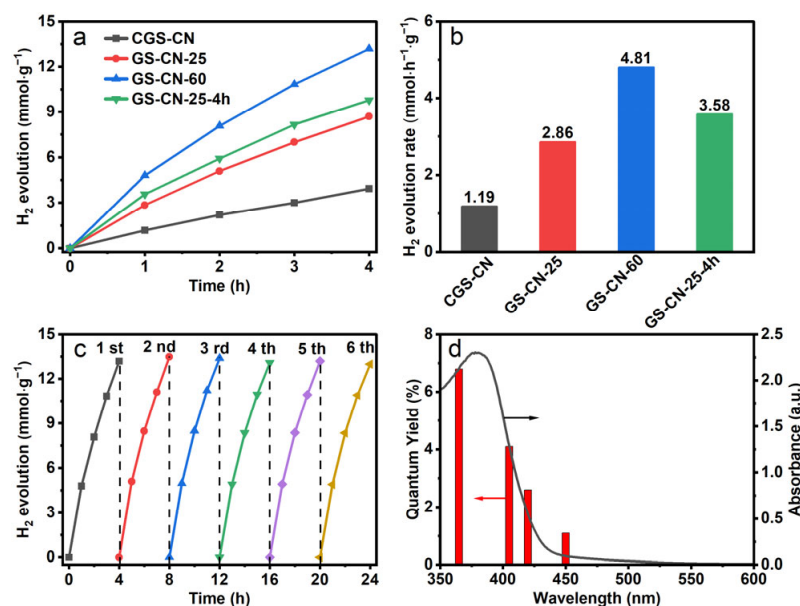 a
CGS-CN
GS-CN-25
GS-CN-60
GS-CN-25-4h
H₂ evolution (mmol·g⁻¹)
15
12
9
6
3
0
0 1 2 3 4
Time (h)
b
H₂ evolution rate (mmol·h⁻¹·g⁻¹)
6
4
2
0
1.19
2.86
4.81
3.58
CGS-CN
GS-CN-25
GS-CN-60
GS-CN-25-4h
c
1 st 2 nd 3 rd 4 th 5 th 6 th
H₂ evolution (mmol·g⁻¹)
15
12
9
6
3
0
0 4 8 12 16 20 24
Time (h)
d
Quantum Yield (%)
8
6
4
2
0
350 400 450 500 550 600
Wavelength (nm)
2.5
2.0
1.5
1.0
0.5
0.0
Absorbance (a.u.)